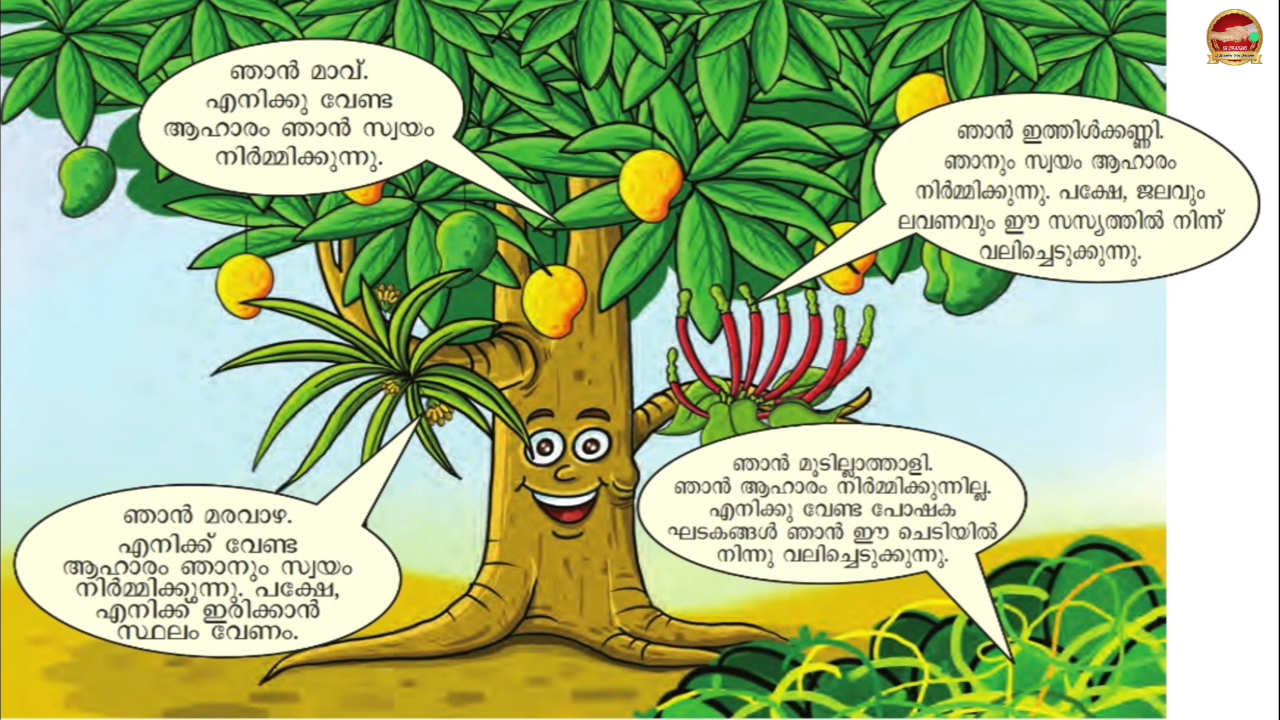 ഞാൻ മാവ്.
എനിക്കു വേണ്ട
ആഹാരം ഞാൻ സ്വയം
നിർമ്മിക്കുന്നു.
ഞാൻ ഇത്തിൾക്കണ്ണി.
ഞാനും സ്വയം ആഹാരം
നിർമ്മിക്കുന്നു. പക്ഷേ, ജലവും
ലവണവും ഈ സസ്യത്തിൽ നിന്ന്
വലിച്ചെടുക്കുന്നു.
ഞാൻ മരവാഴ.
എനിക്ക് വേണ്ട
ആഹാരം ഞാനും സ്വയം
നിർമ്മിക്കുന്നു. പക്ഷേ,
എനിക്ക് ഇരിക്കാൻ
സ്ഥലം വേണം.
ഞാൻ മൂടില്ലാത്താളി.
ഞാൻ ആഹാരം നിർമ്മിക്കുന്നില്ല.
എനിക്കു വേണ്ട പോഷക
ഘടകങ്ങൾ ഞാൻ ഈ ചെടിയിൽ
നിന്നു വലിച്ചെടുക്കുന്നു.